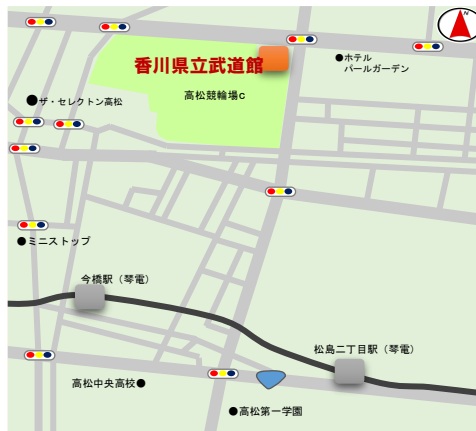 N
香川県立武道館
●ホテル
パールガーデン
高松競輪場c
●ザ・セレクトン高松
●ミニストップ
今橋駅（琴電）
松島二丁目駅（琴電）
高松中央高校●
●高松第一学園